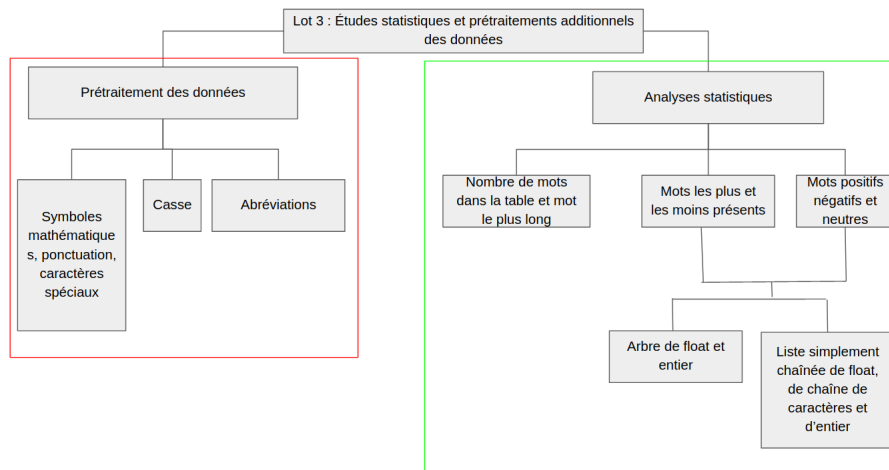 Lot 3 : Études statistiques et prétraitements additionnels
des données
Prétraitement des données
Analyses statistiques
Symboles
mathématique
s, ponctuation,
caractères
spéciaux
Casse
Abréviations
Nombre de mots
dans la table et mot
le plus long
Mots les plus et
les moins présents
Mots positifs
négatifs et
neutres
Arbre de float et
entier
Liste simplement
chaînée de float,
de chaîne de
caractères et
d'entier